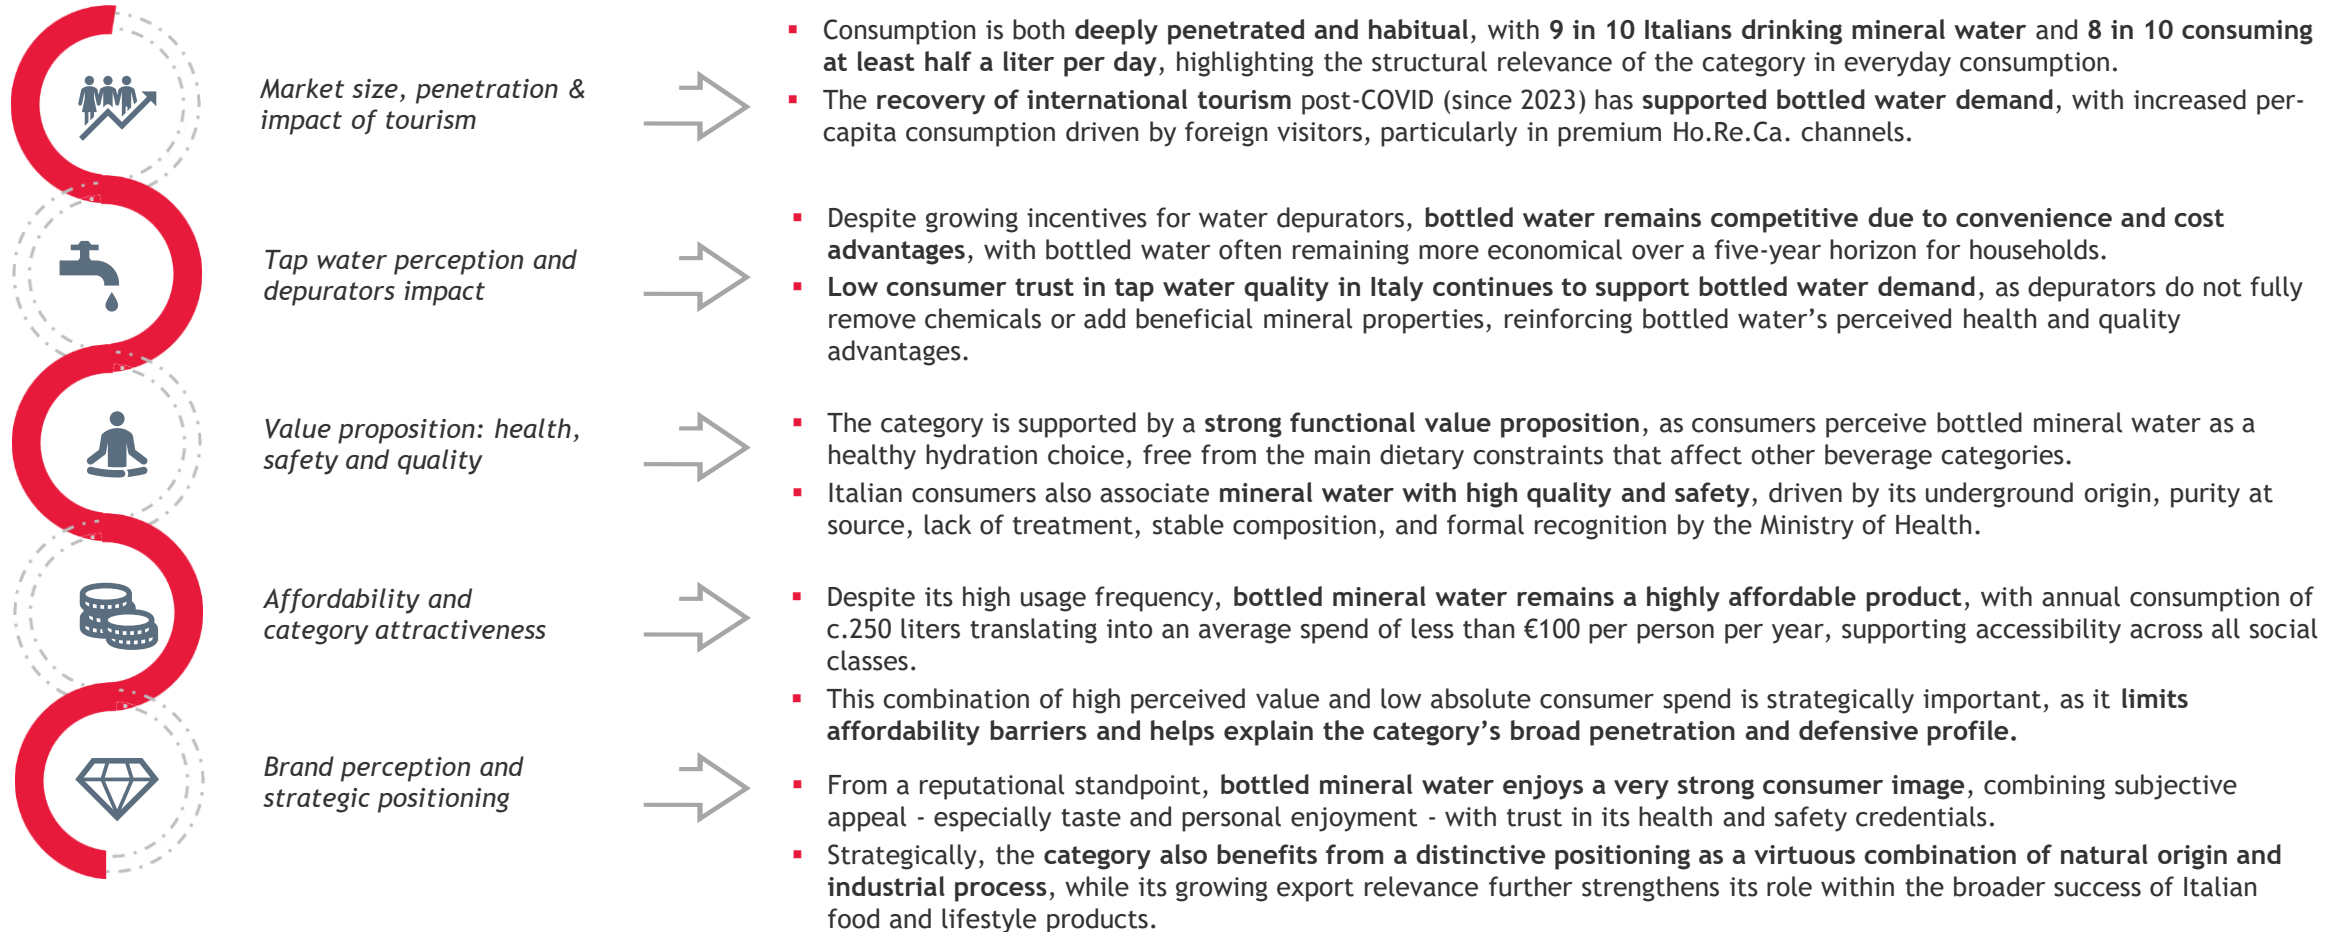 Market size, penetration &
impact of tourism
▪ Consumption is both deeply penetrated and habitual, with 9 in 10 Italians drinking mineral water and 8 in 10 consuming
at least half a liter per day, highlighting the structural relevance of the category in everyday consumption.
▪ The recovery of international tourism post-COVID (since 2023) has supported bottled water demand, with increased per-
capita consumption driven by foreign visitors, particularly in premium Ho.Re.Ca. channels.
Tap water perception and
depurators impact
▪ Despite growing incentives for water depurators, bottled water remains competitive due to convenience and cost
advantages, with bottled water often remaining more economical over a five-year horizon for households.
▪ Low consumer trust in tap water quality in Italy continues to support bottled water demand, as depurators do not fully
remove chemicals or add beneficial mineral properties, reinforcing bottled water’s perceived health and quality
advantages.
Value proposition: health,
safety and quality
▪ The category is supported by a strong functional value proposition, as consumers perceive bottled mineral water as a
healthy hydration choice, free from the main dietary constraints that affect other beverage categories.
▪ Italian consumers also associate mineral water with high quality and safety, driven by its underground origin, purity at
source, lack of treatment, stable composition, and formal recognition by the Ministry of Health.
Affordability and
category attractiveness
▪ Despite its high usage frequency, bottled mineral water remains a highly affordable product, with annual consumption of
c.250 liters translating into an average spend of less than €100 per person per year, supporting accessibility across all social
classes.
▪ This combination of high perceived value and low absolute consumer spend is strategically important, as it limits
affordability barriers and helps explain the category’s broad penetration and defensive profile.
Brand perception and
strategic positioning
▪ From a reputational standpoint, bottled mineral water enjoys a very strong consumer image, combining subjective
appeal - especially taste and personal enjoyment - with trust in its health and safety credentials.
▪ Strategically, the category also benefits from a distinctive positioning as a virtuous combination of natural origin and
industrial process, while its growing export relevance further strengthens its role within the broader success of Italian
food and lifestyle products.